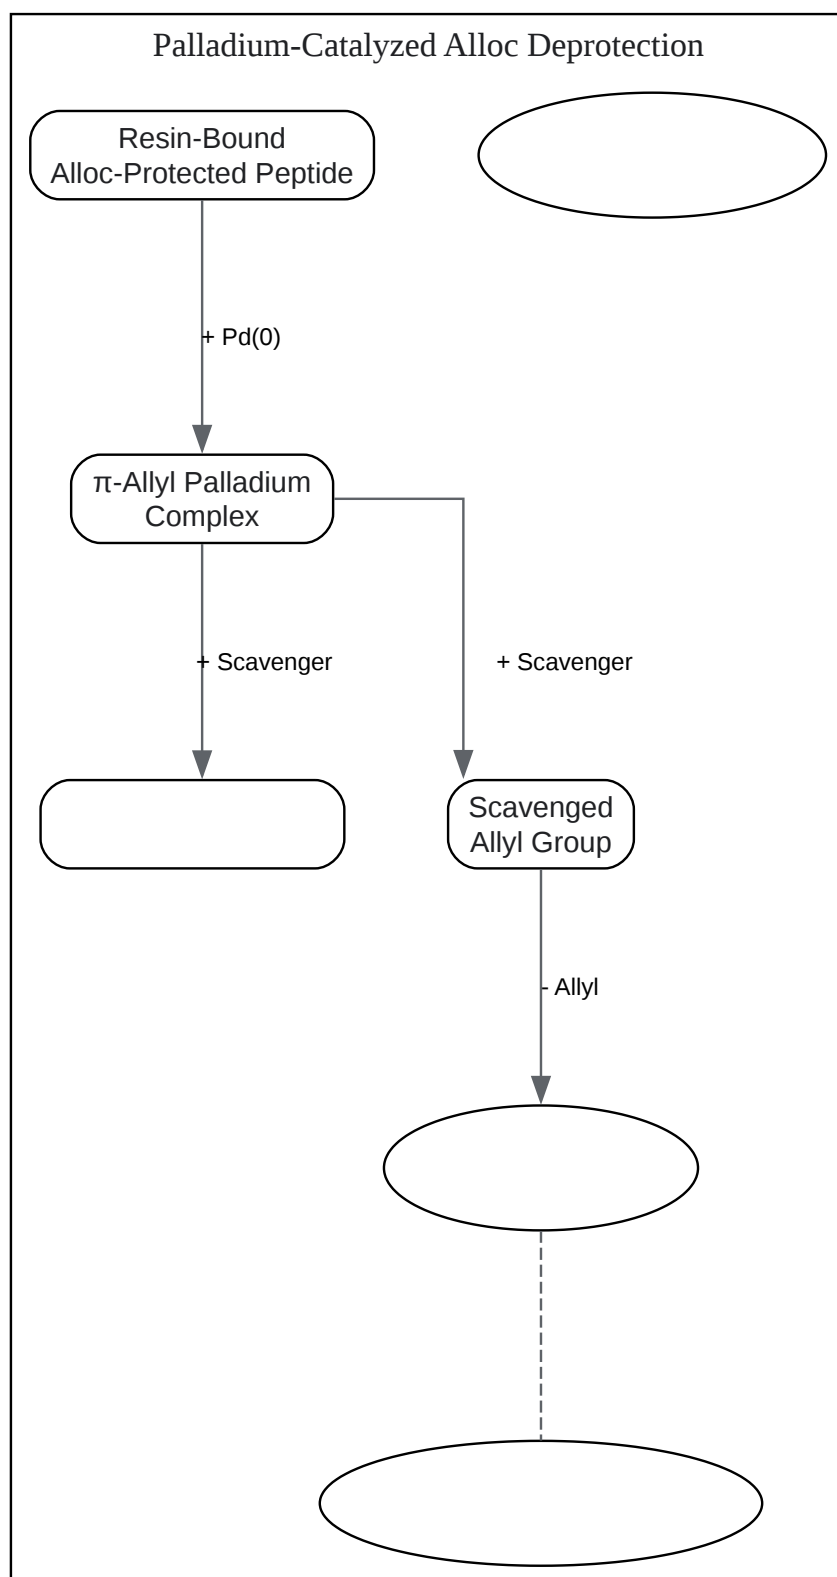 Palladium-Catalyzed Alloc Deprotection
Resin-Bound
Alloc-Protected Peptide
+ Pd(0)
π-Allyl Palladium
Complex
+ Scavenger
+ Scavenger
Scavenged
Allyl Group
- Allyl